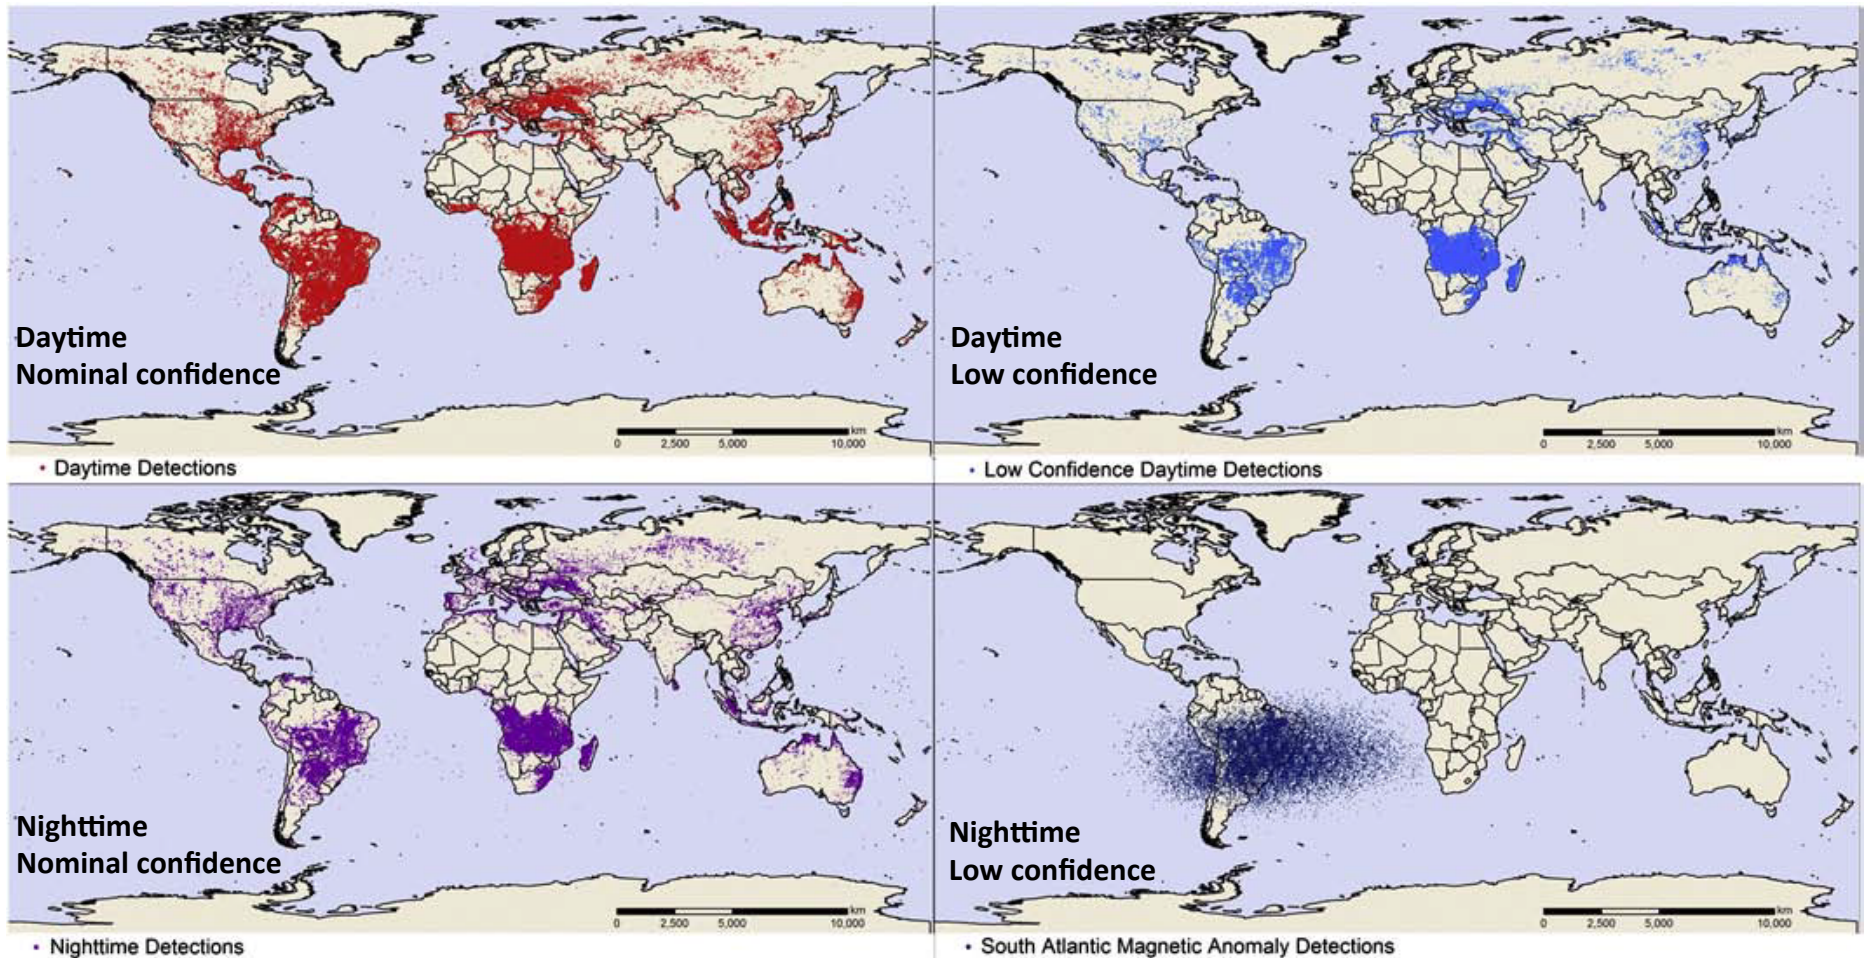 Daytime
Nominal confidence
km
0 2,500 5,000 10,000
• Daytime Detections
Daytime
Low confidence
km
0 2,500 5,000 10,000
• Low Confidence Daytime Detections
Nighttime
Nominal confidence
km
0 2,500 5,000 10,000
• Nighttime Detections
Nighttime
Low confidence
km
0 2,500 5,000 10,000
• South Atlantic Magnetic Anomaly Detections